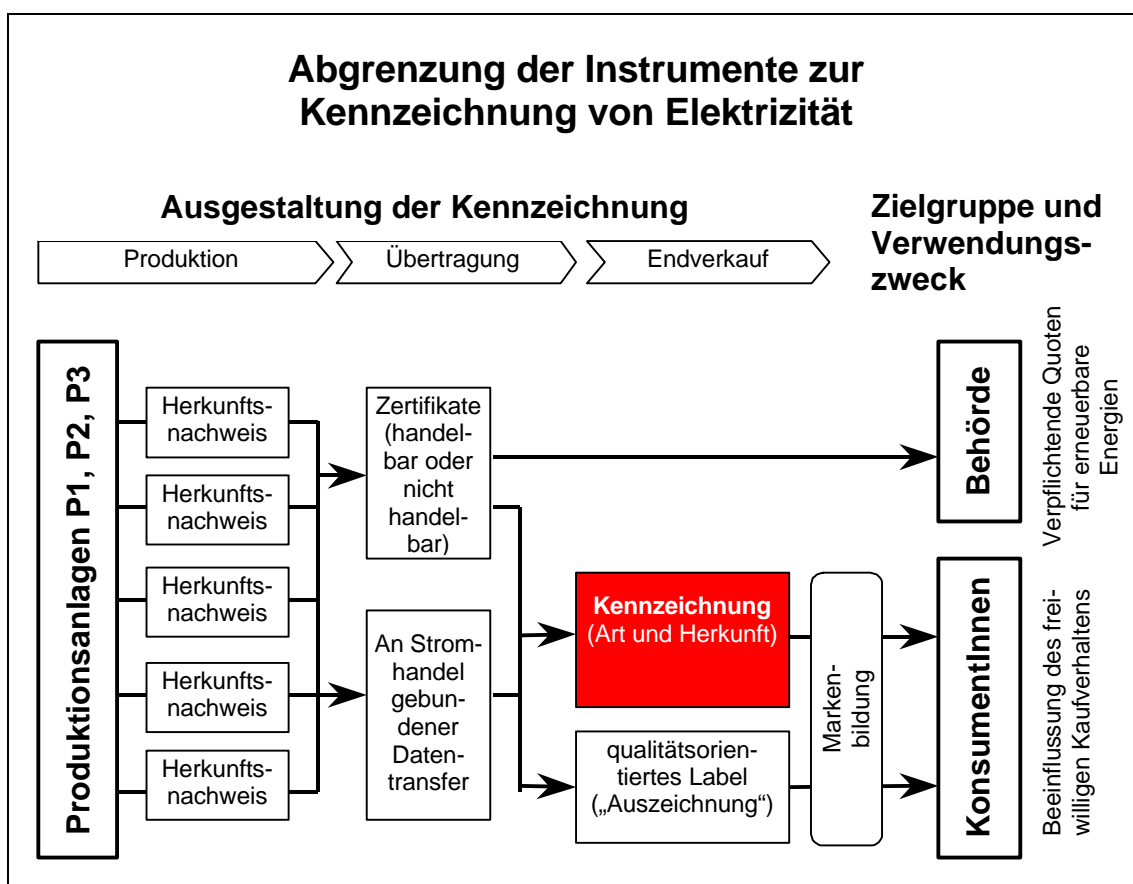 Abgrenzung der Instrumente zur
Kennzeichnung von Elektrizität
Ausgestaltung der Kennzeichnung
Zielgruppe und
Verwendungs-
zweck
Produktion
Übertragung
Endverkauf
Produktionsanlagen P1, P2, P3
Herkunfts-
nachweis
Herkunfts-
nachweis
Herkunfts-
nachweis
Herkunfts-
nachweis
Herkunfts-
nachweis
Zertifikate
(handel-
bar oder
nicht
handel-
bar)
An Strom-
handel
gebun-
dener
Daten-
transfer
Kennzeichnung
(Art und Herkunft)
qualitätsorien-
tiertes Label
(„Auszeichnung“)
Marken-
bildung
Behörde
Verpflichtende Quoten
für erneuerbare
Energien
KonsumentInnen
Beeinflussung des frei-
willigen Kaufverhaltens